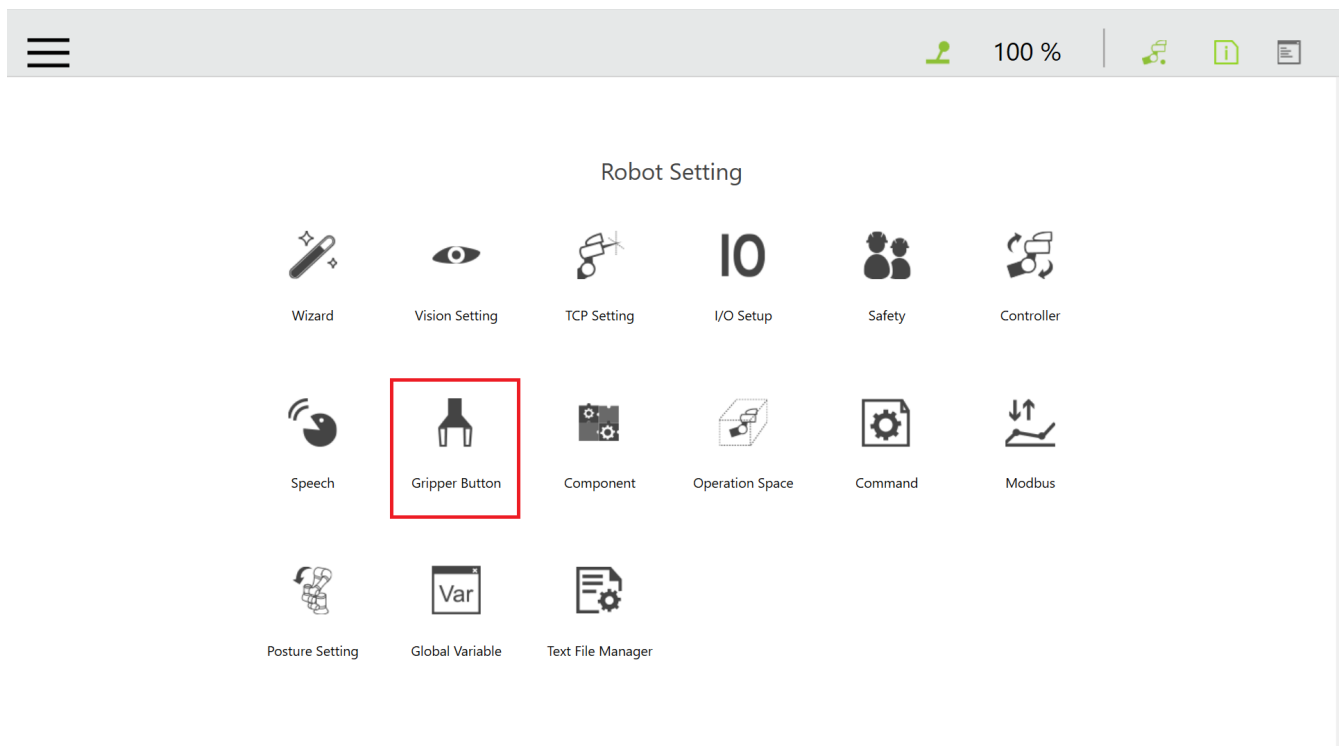 100 %
Robot Setting
IO
Wizard Vision Setting TCP Setting I/O Setup Safety Controller
Speech Gripper Button Component Operation Space Command Modbus
Var
Posture Setting Global Variable Text File Manager